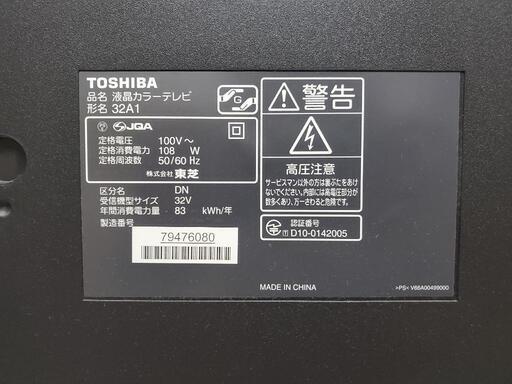 TOSHIBA
品名 液晶カラーテレビ
形名 32A1
G
JQA
定格電圧 100V～
定格消費電力 108 W
定格周波数 50/60 Hz
株式会社 東芝
区分名 DN
受信機型サイズ 32V
年間消費電力量 83 kWh/年
製造番号
79476080
警告
高圧注意
サービスマン以外の方は裏ぶたをあけ
ないでください。内部には高電圧部分が
数多くあり、万一さわると危険です。
認証番号
T D10-0142005
MADE IN CHINA
>PS< V68A00499000